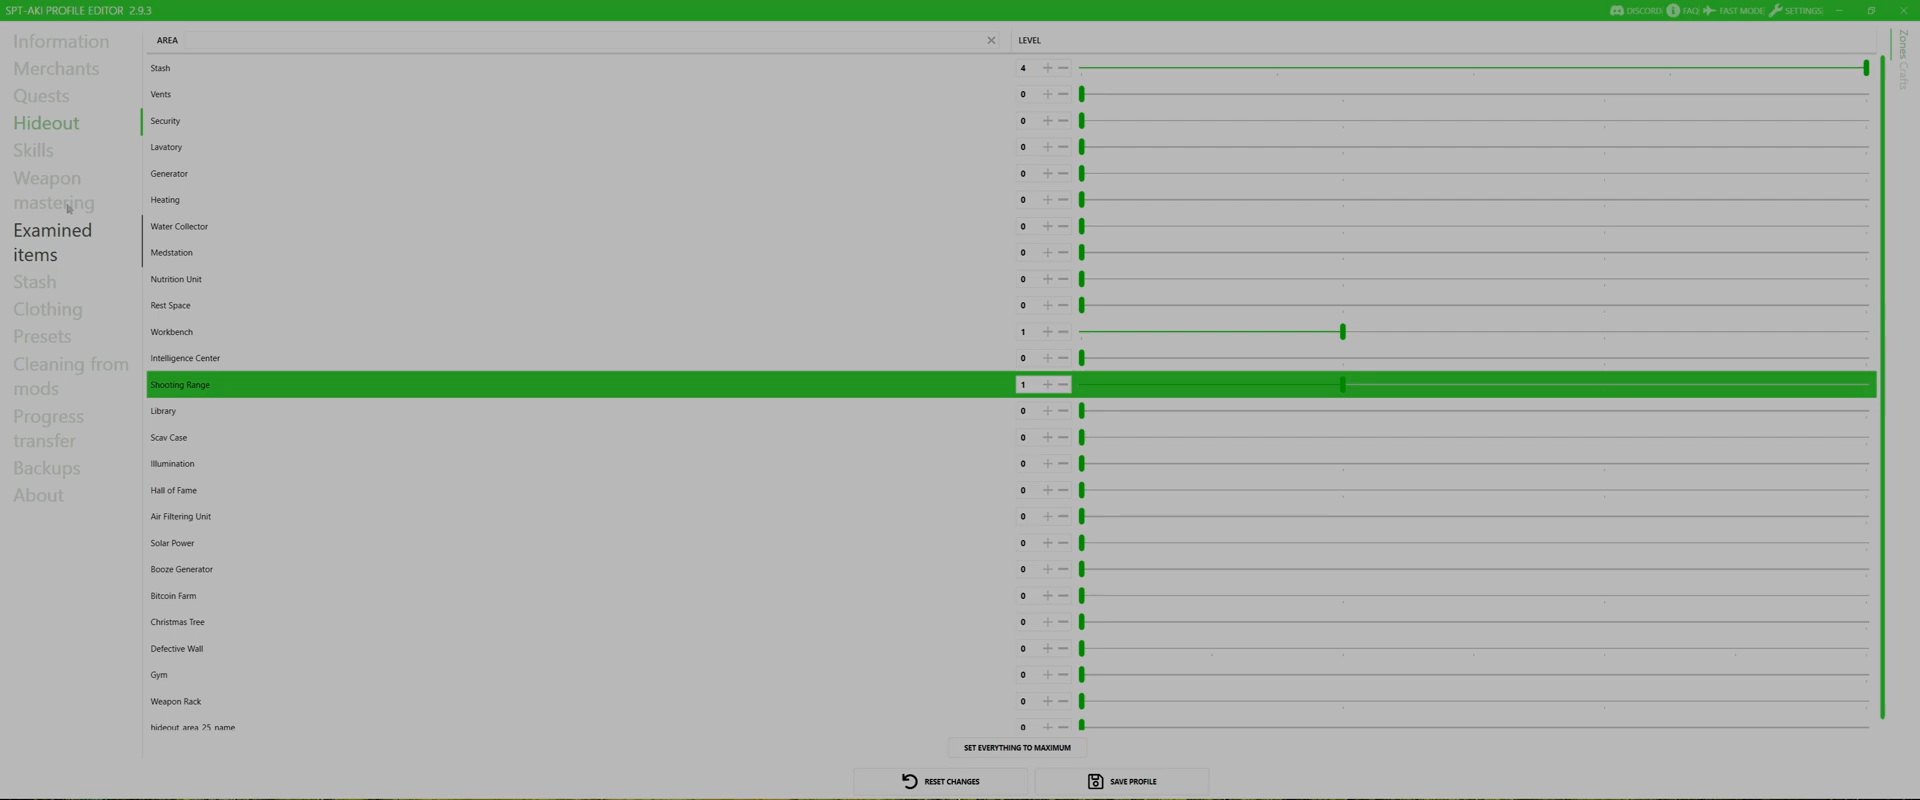 SPT-AKI PROFILE EDITOR 2.9.3
DISCORD
FAQ
FAST MODE
SETTINGS
Information
Merchants
Quests
Hideout
Skills
Weapon
mastering
Examined
items
Stash
Clothing
Presets
Cleaning from
mods
Progress
transfer
Backups
About
AREA
LEVEL
Stash 4
Vents 0
Security 0
Lavatory 0
Generator 0
Heating 0
Water Collector 0
Medstation 0
Nutrition Unit 0
Rest Space 0
Workbench 1
Intelligence Center 0
Shooting Range 1
Library 0
Scav Case 0
Illumination 0
Hall of Fame 0
Air Filtering Unit 0
Solar Power 0
Booze Generator 0
Bitcoin Farm 0
Christmas Tree 0
Defective Wall 0
Gym 0
Weapon Rack 0
hideout_area_25_name 0
SET EVERYTHING TO MAXIMUM
RESET CHANGES
SAVE PROFILE
Zones Crafts